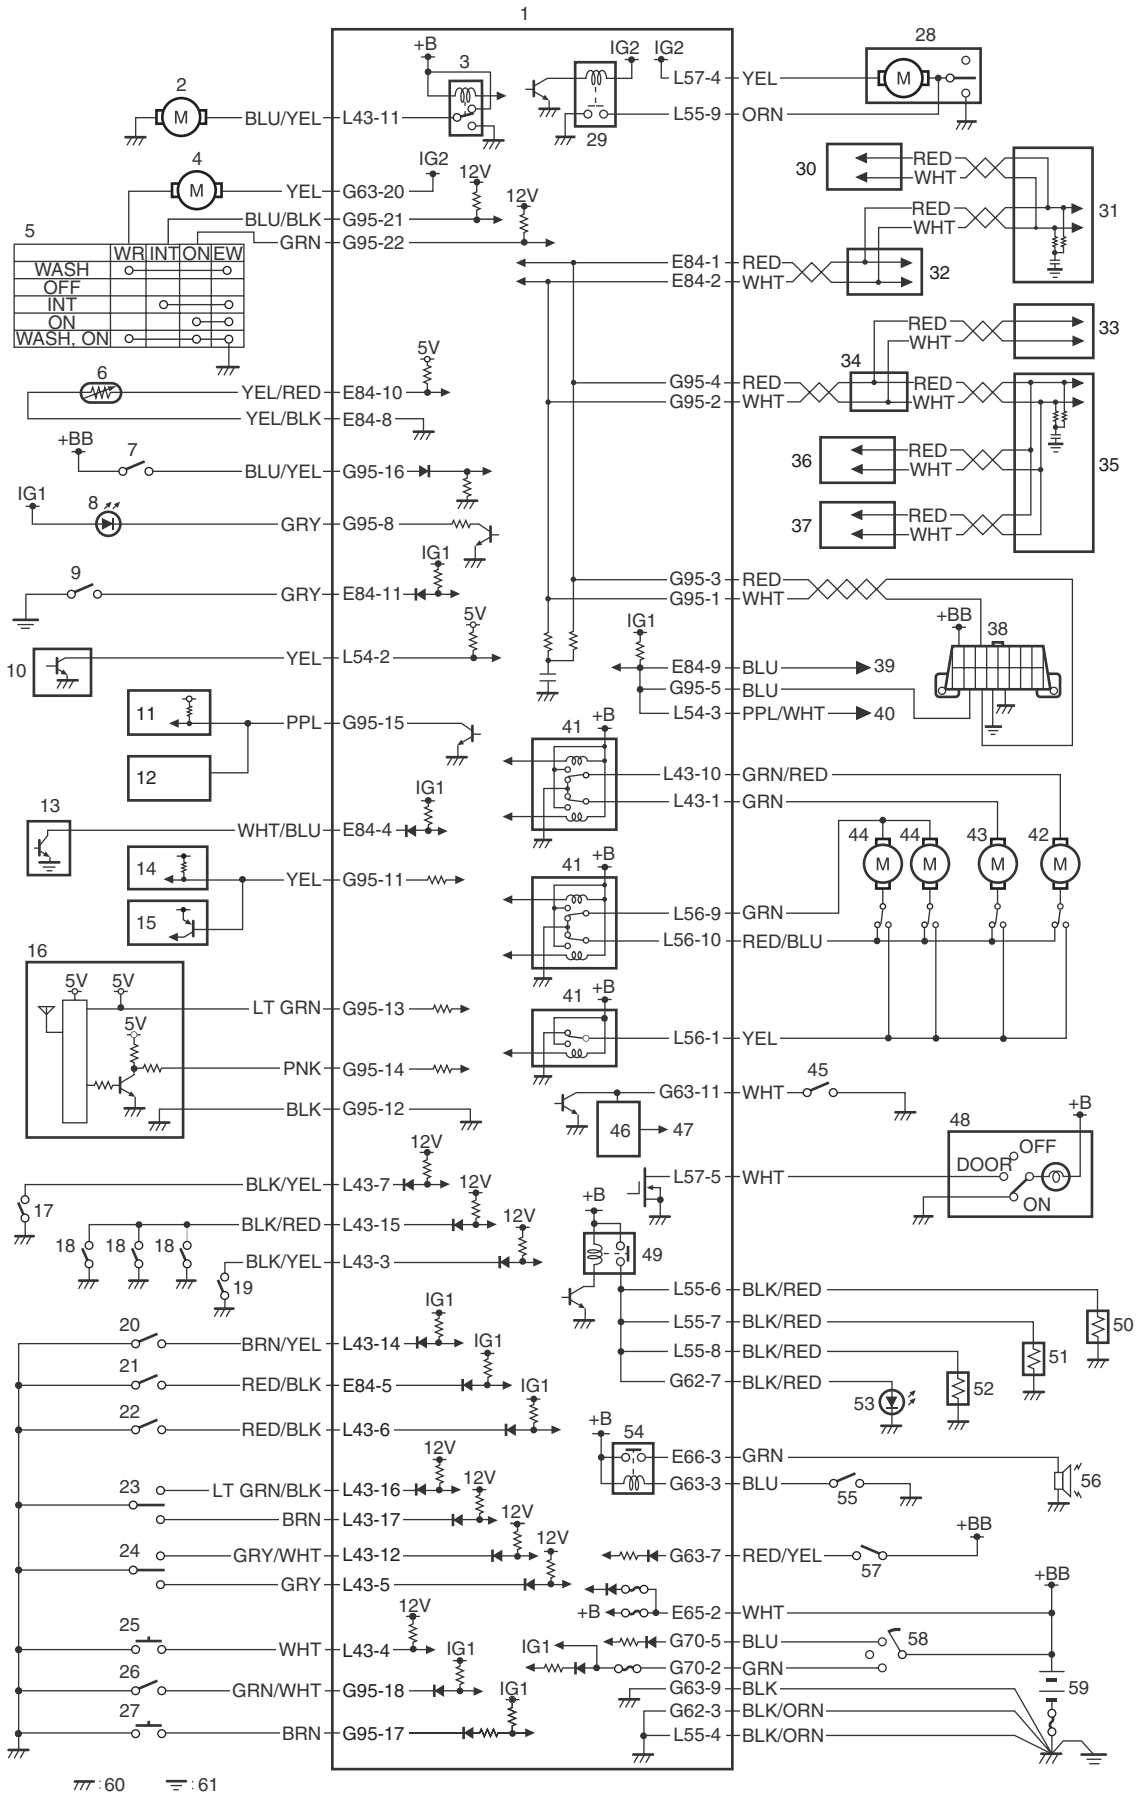 1
+B
3
IG2 IG2
L57-4 YEL
28
M
2
M
BLU/YEL L43-11
29
L55-9 ORN
4
M
YEL G63-20
IG2
12V
12V
BLU/BLK G95-21
GRN G95-22
5
WR INT ON EW
WASH
OFF
INT
ON
WASH, ON
30
RED
WHT
31
RED
WHT
E84-1 RED
E84-2 WHT
32
RED
WHT
33
34
G95-4 RED
G95-2 WHT
RED
WHT
35
36
RED
WHT
37
RED
WHT
6
YEL/RED E84-10
5V
YEL/BLK E84-8
+BB
7
BLU/YEL G95-16
IG1
8
GRY G95-8
9
GRY E84-11
IG1
G95-3 RED
G95-1 WHT
+BB
38
10
YEL L54-2
5V
IG1
E84-9 BLU
39
G95-5 BLU
L54-3 PPL/WHT
40
11
PPL G95-15
12
41
+B
L43-10 GRN/RED
L43-1 GRN
13
WHT/BLU E84-4
IG1
44 44 43 42
M M M M
14
YEL G95-11
15
41
+B
L56-9 GRN
L56-10 RED/BLU
16
5V 5V
5V
LT GRN G95-13
PNK G95-14
BLK G95-12
41
+B
L56-1 YEL
G63-11 WHT
45
46
47
48
+B
OFF
DOOR
ON
L57-5 WHT
17
BLK/YEL L43-7
12V
18 18 18
BLK/RED L43-15
12V
19
BLK/YEL L43-3
12V
+B
49
L55-6 BLK/RED
50
L55-7 BLK/RED
51
L55-8 BLK/RED
52
G62-7 BLK/RED
53
20
BRN/YEL L43-14
IG1
21
RED/BLK E84-5
IG1
22
RED/BLK L43-6
IG1
+B
54
E66-3 GRN
56
G63-3 BLU
55
23
LT GRN/BLK L43-16
12V
BRN L43-17
12V
24
GRY/WHT L43-12
12V
GRY L43-5
12V
G63-7 RED/YEL
57
+BB
+BB
+B
E65-2 WHT
25
WHT L43-4
12V
IG1
G70-5 BLU
58
G70-2 GRN
26
GRN/WHT G95-18
IG1
G63-9 BLK
59
27
BRN G95-17
IG1
G62-3 BLK/ORN
L55-4 BLK/ORN
: 60 : 61